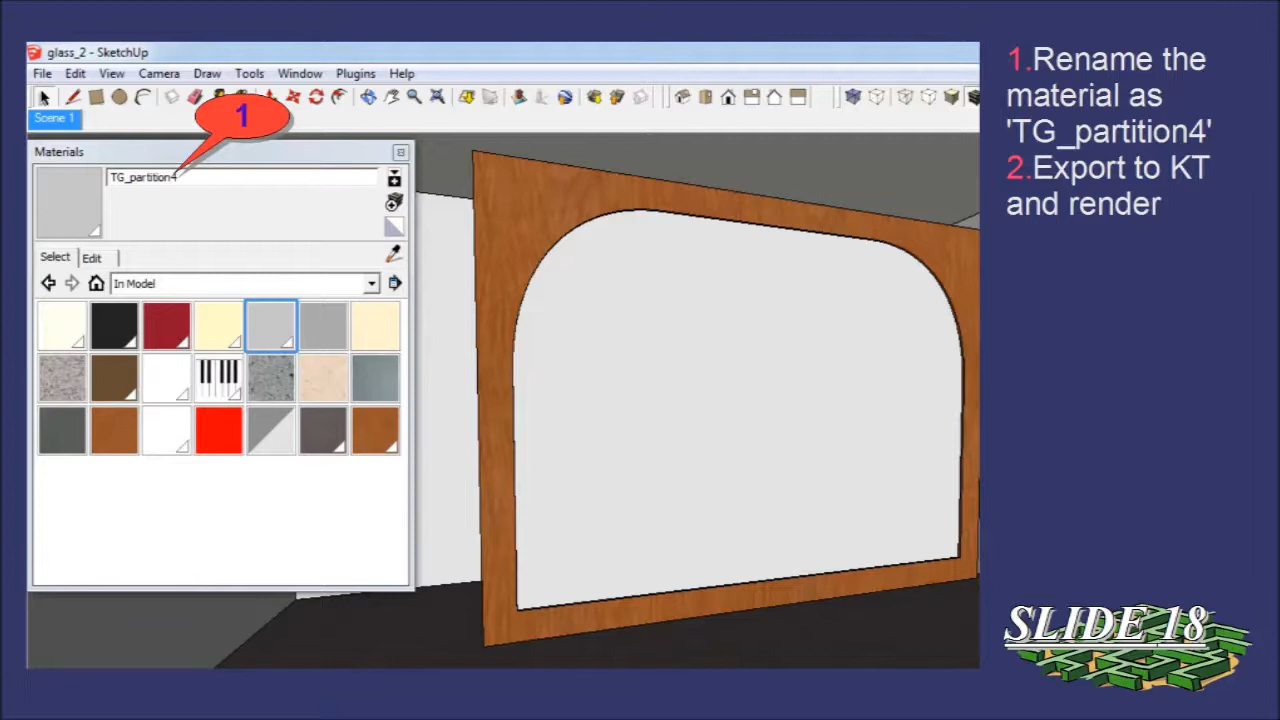 glass_2 - SketchUp
File Edit View Camera Draw Tools Window Plugins Help
Scene 1
1
Materials
TG_partition4
Select Edit
In Model
1.Rename the
material as
'TG_partition4'
2.Export to KT
and render
SLIDE 18